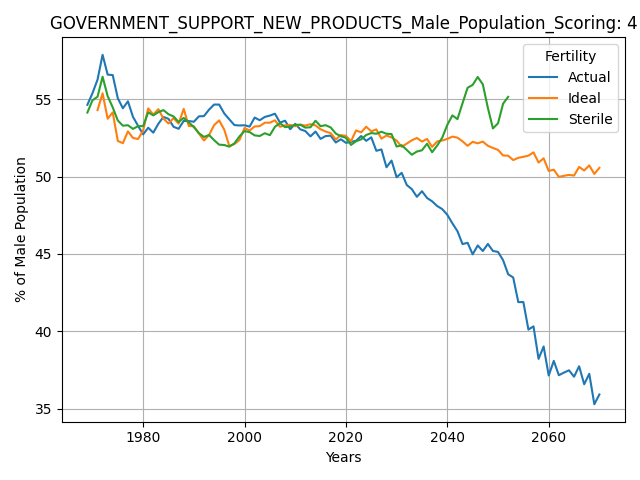 GOVERNMENT_SUPPORT_NEW_PRODUCTS_Male_Population_Scoring: 4
Fertility
Actual
Ideal
Sterile
% of Male Population
55
50
45
40
35
1980
2000
2020
2040
2060
Years